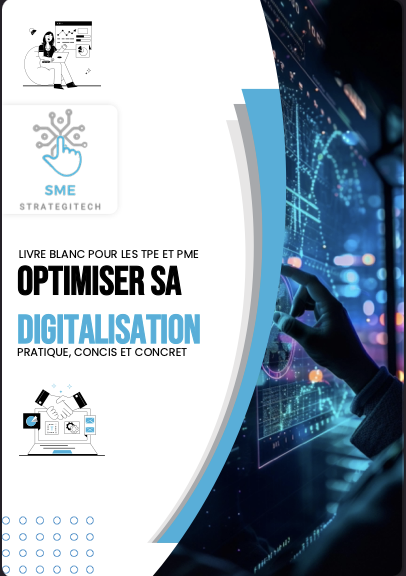 SME
STRATEGITECH
LIVRE BLANC POUR LES TPE ET PME
OPTIMISER SA
DIGITALISATION
PRATIQUE, CONCIS ET CONCRET